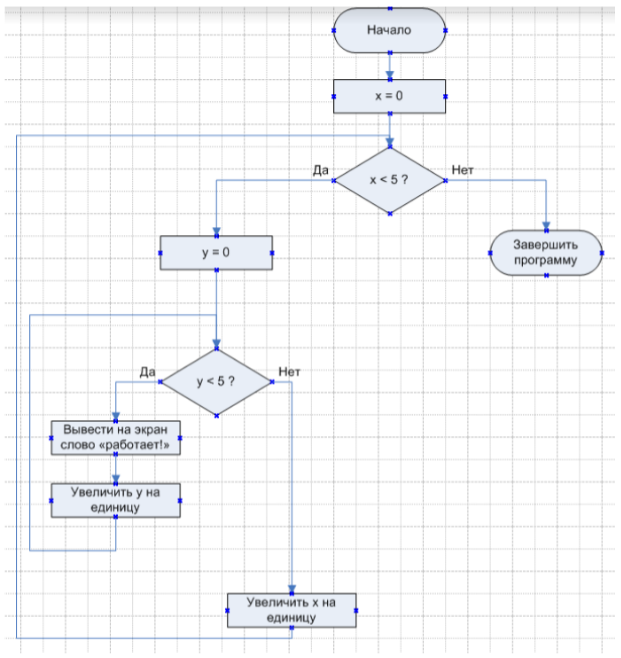 Начало
x = 0
Да
x < 5 ?
Нет
y = 0
Завершить
программу
Да
y < 5 ?
Нет
Вывести на экран
слово «работает!»
Увеличить y на
единицу
Увеличить x на
единицу